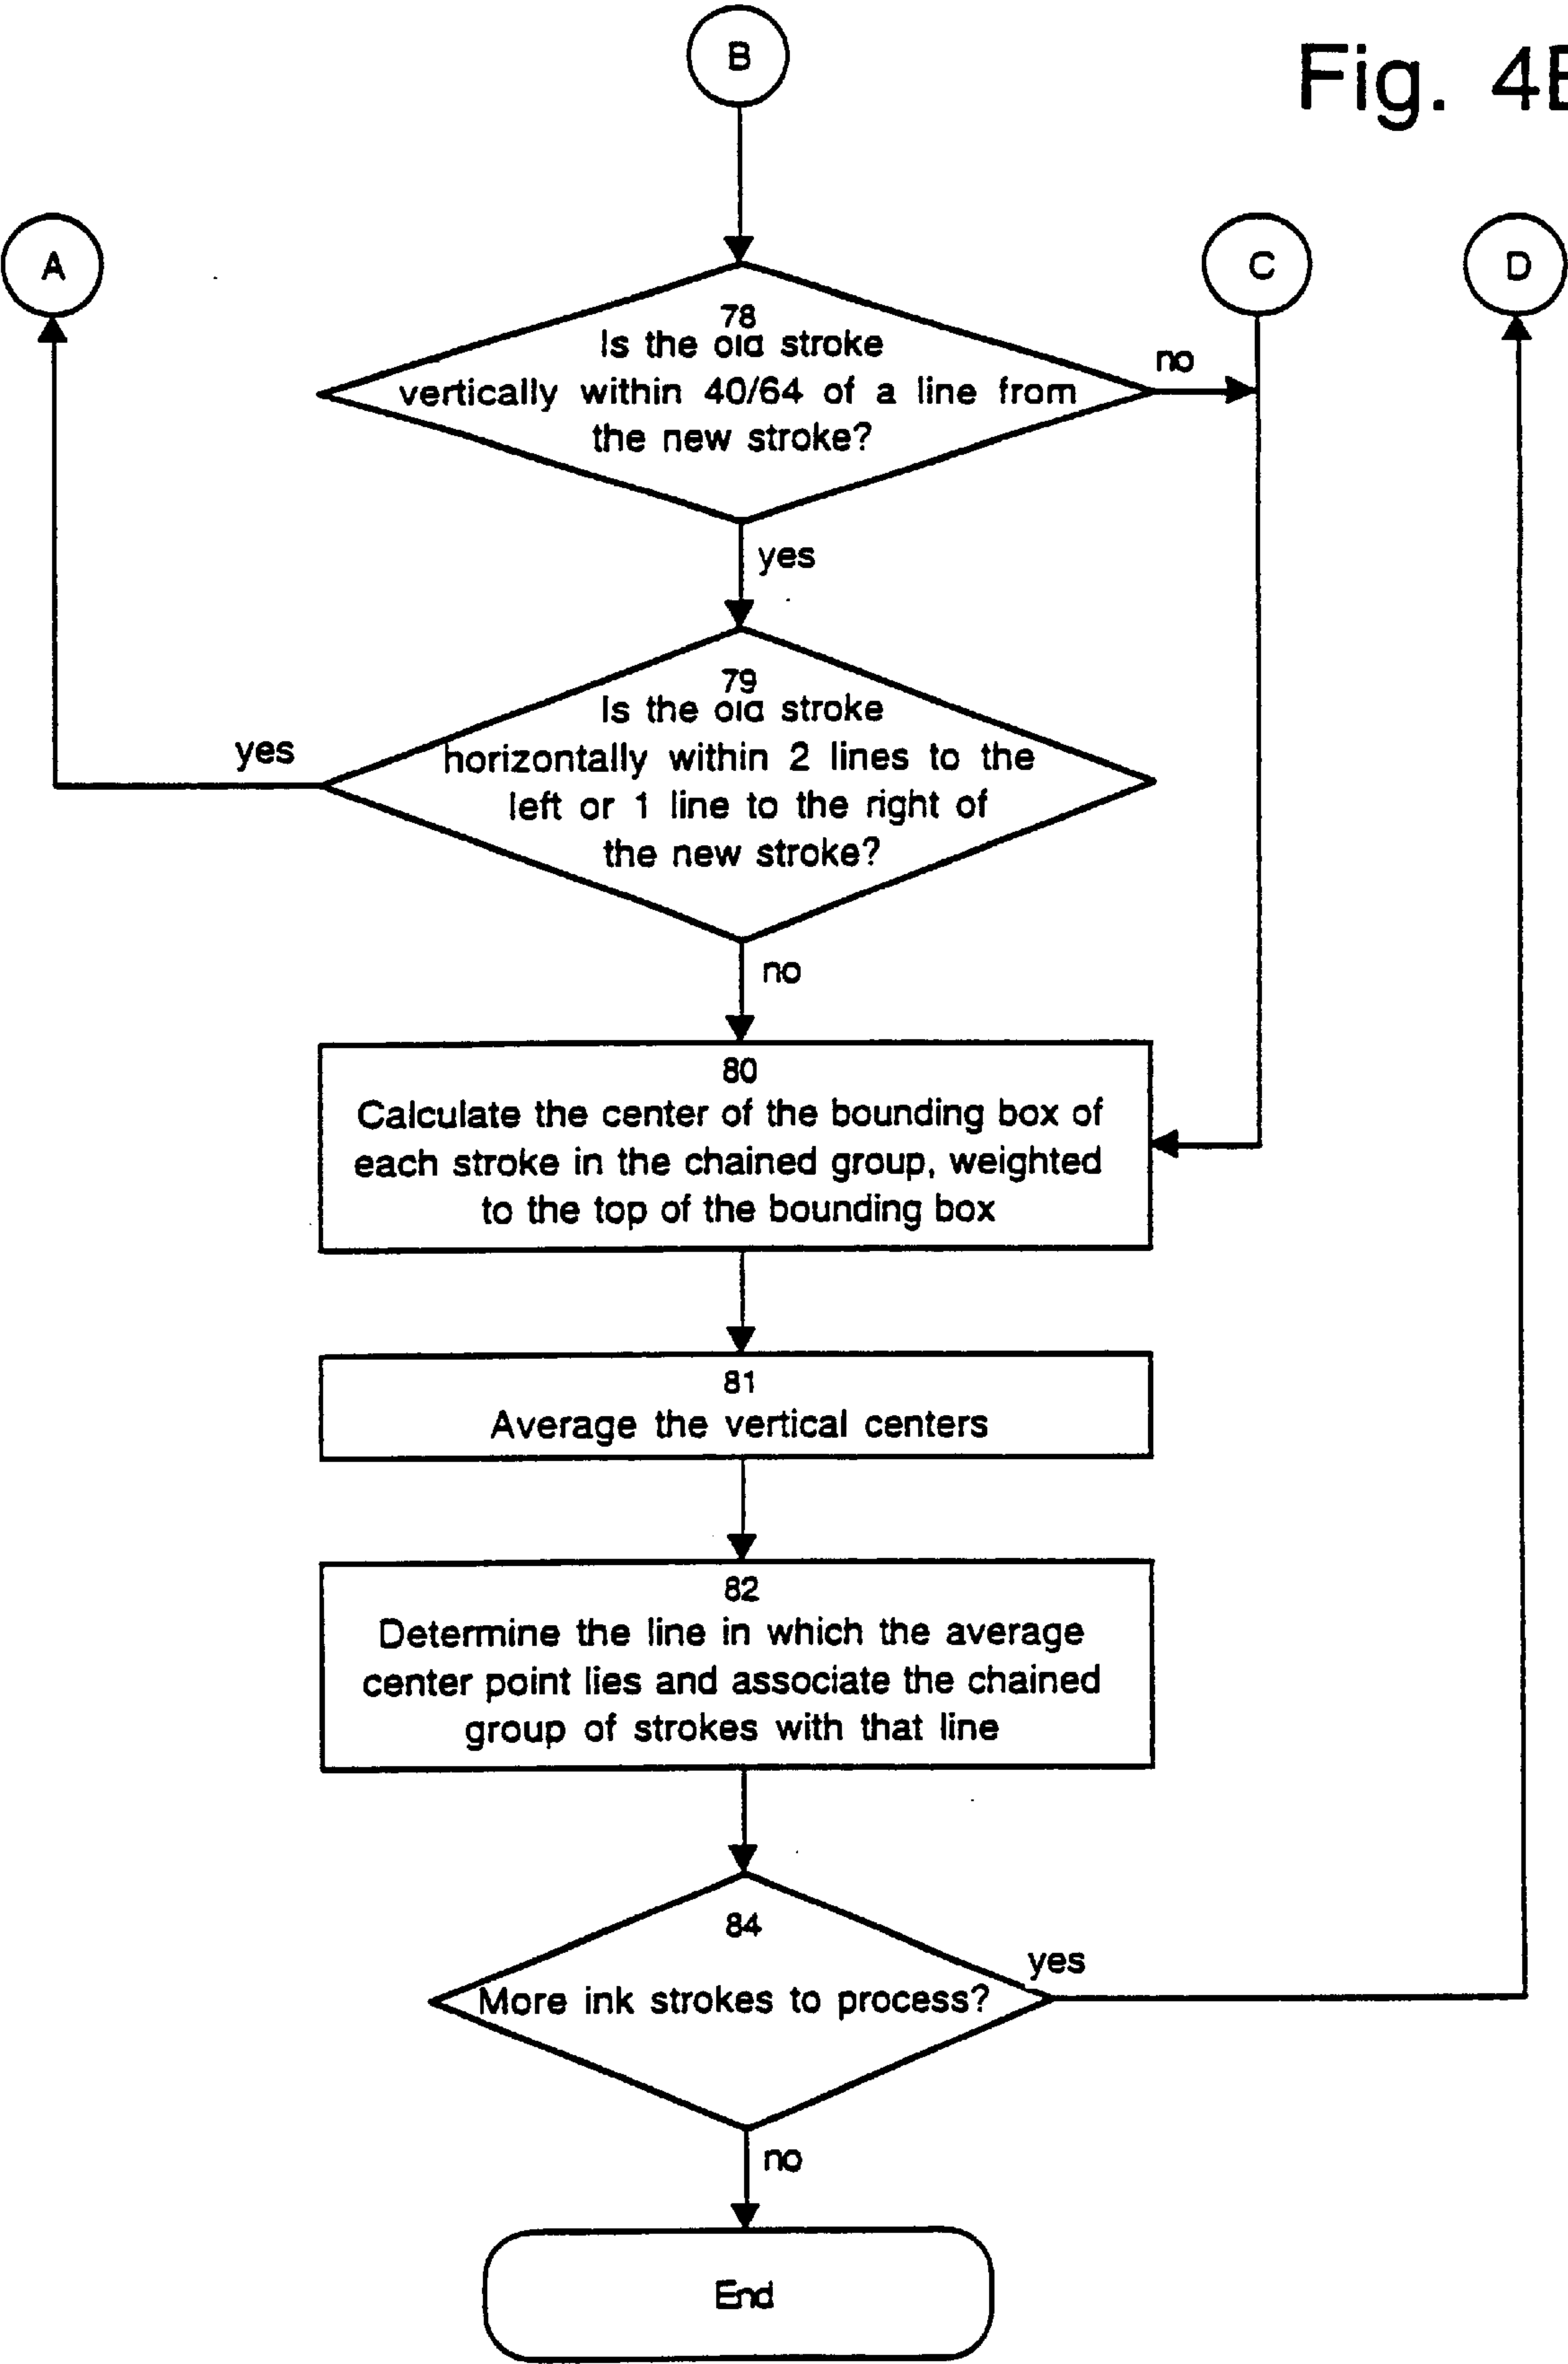 B
Fig. 4B
A
C
D
78
Is the old stroke
vertically within 40/64 of a line from
the new stroke?
no
yes
79
Is the old stroke
horizontally within 2 lines to the
left or 1 line to the right of
the new stroke?
yes
no
80
Calculate the center of the bounding box of
each stroke in the chained group, weighted
to the top of the bounding box
81
Average the vertical centers
82
Determine the line in which the average
center point lies and associate the chained
group of strokes with that line
84
More ink strokes to process?
yes
no
End